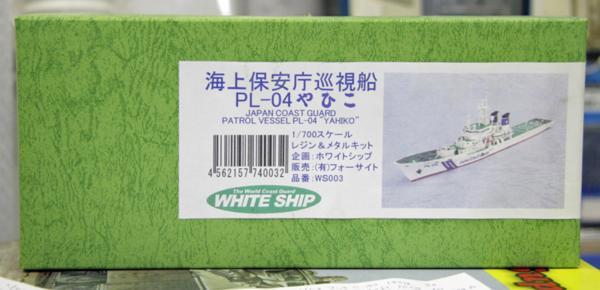 海上保安庁巡視船
PL-04やひこ
JAPAN COAST GUARD
PATROL VESSEL PL-04 "YAHIKO"
1/700スケール
レジン＆メタルキット
企画：ホワイトシップ
販売：(有)フォーサイト
品番：WS003
4 562157 740032
The World Coast Guard
WHITE SHIP